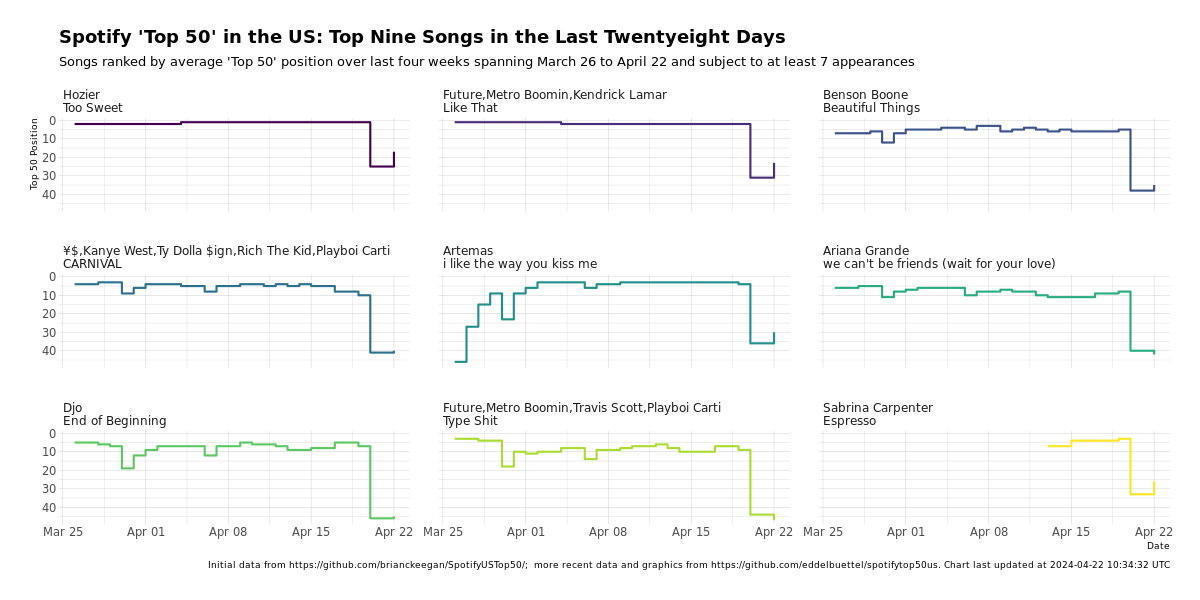 Spotify 'Top 50' in the US: Top Nine Songs in the Last Twentyeight Days
Songs ranked by average 'Top 50' position over last four weeks spanning March 26 to April 22 and subject to at least 7 appearances
Hozier
Too Sweet
Future,Metro Boomin,Kendrick Lamar
Like That
Benson Boone
Beautiful Things
Top 50 Position
0
10
20
30
40
¥$,Kanye West,Ty Dolla $ign,Rich The Kid,Playboi Carti
CARNIVAL
Artemas
i like the way you kiss me
Ariana Grande
we can't be friends (wait for your love)
0
10
20
30
40
Djo
End of Beginning
Future,Metro Boomin,Travis Scott,Playboi Carti
Type Shit
Sabrina Carpenter
Espresso
0
10
20
30
40
Mar 25 Apr 01 Apr 08 Apr 15 Apr 22
Mar 25 Apr 01 Apr 08 Apr 15 Apr 22
Mar 25 Apr 01 Apr 08 Apr 15 Apr 22
Date
Initial data from https://github.com/brianckeegan/SpotifyUSTop50/;  more recent data and graphics from https://github.com/eddelbuettel/spotifytop50us. Chart last updated at 2024-04-22 10:34:32 UTC